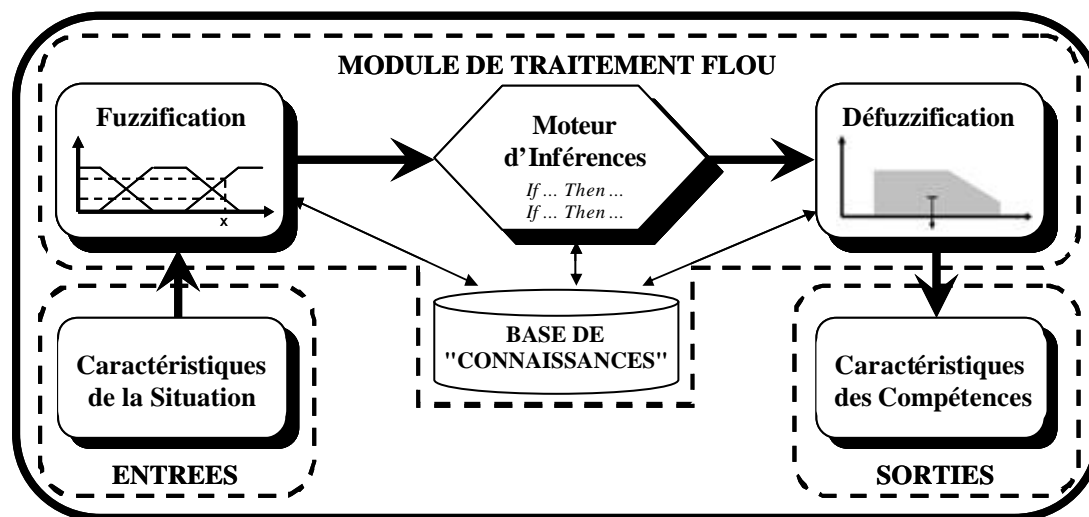 MODULE DE TRAITEMENT FLOU
Fuzzification
x
Moteur
d'Inférences
If ... Then ...
If ... Then ...
Défuzzification
BASE DE
"CONNAISSANCES"
Caractéristiques
de la Situation
ENTREES
Caractéristiques
des Compétences
SORTIES